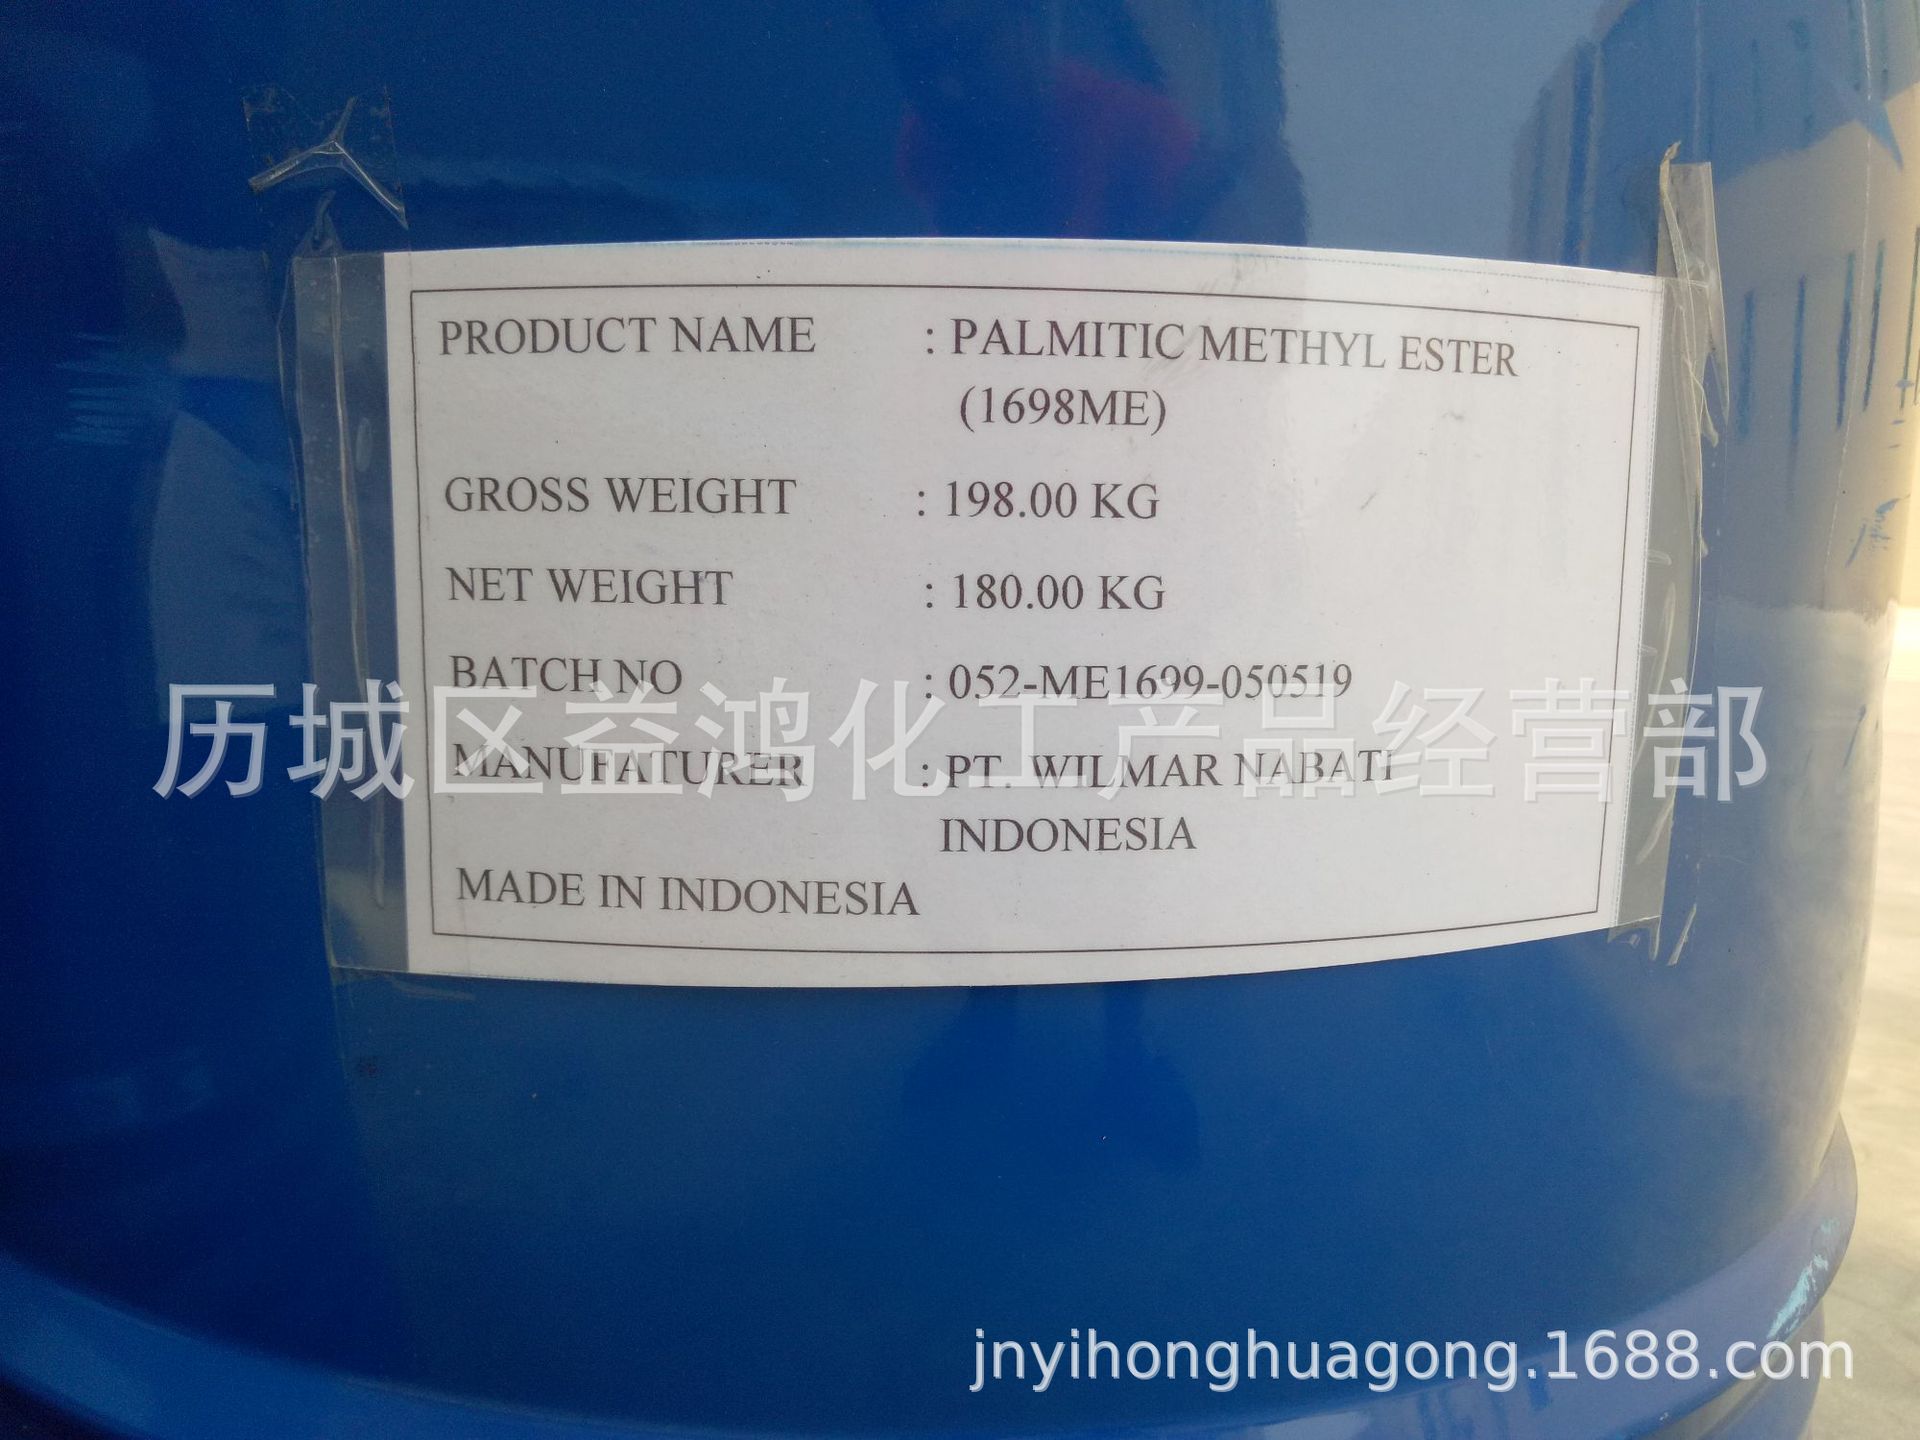 PRODUCT NAME : PALMITIC METHYL ESTER
(1698ME)
GROSS WEIGHT : 198.00 KG
NET WEIGHT : 180.00 KG
BATCH NO : 052-ME1699-050519
历城区益鸿化工产品经营部
MANUFATURER : PT. WILMAR NABATI
INDONESIA
MADE IN INDONESIA
jnyihonghuagong.1688.com